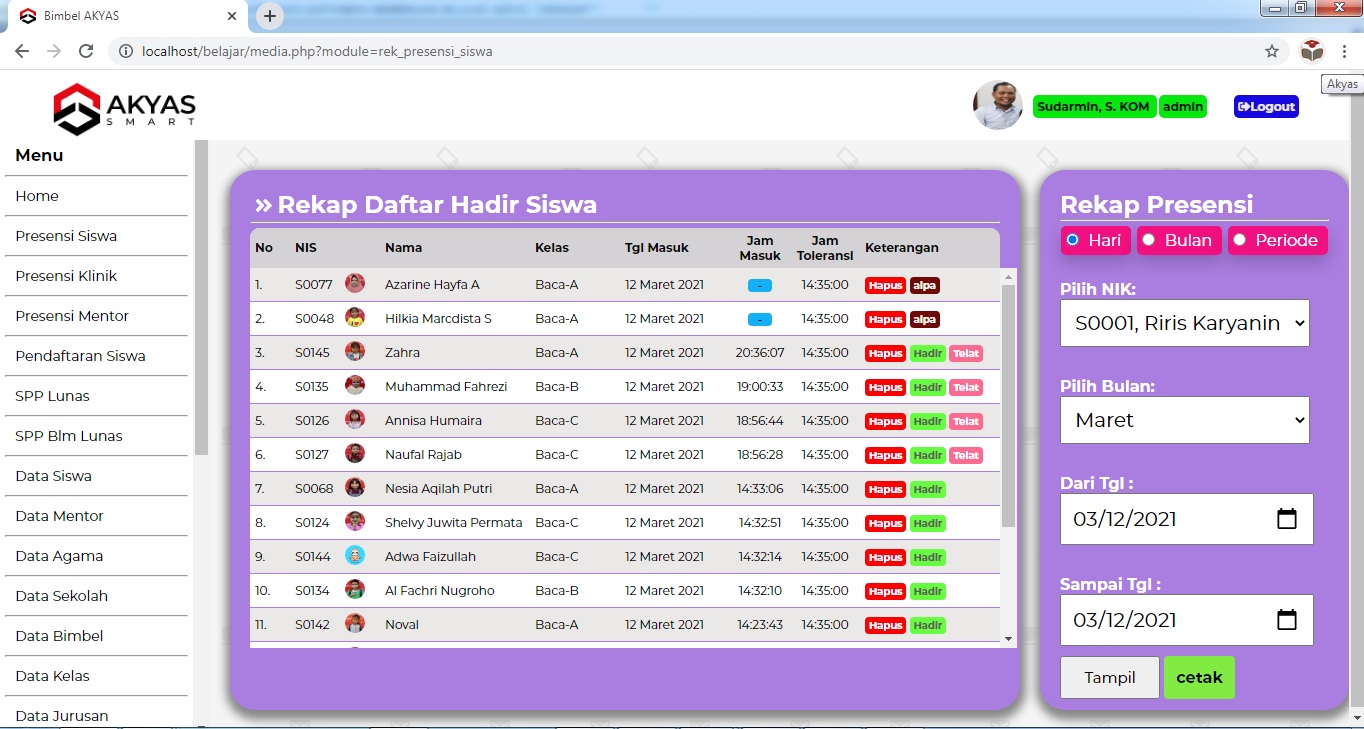 Bimbel AKYAS
localhost/belajar/media.php?module=rek_presensi_siswa
Akyas
AKYAS
SMART
Sudarmin, S. KOM admin Logout
Menu
Home
Presensi Siswa
Presensi Klinik
Presensi Mentor
Pendaftaran Siswa
SPP Lunas
SPP Blm Lunas
Data Siswa
Data Mentor
Data Agama
Data Sekolah
Data Bimbel
Data Kelas
Data Jurusan
» Rekap Daftar Hadir Siswa
No NIS Nama Kelas Tgl Masuk Jam Masuk Jam Toleransi Keterangan
1. S0077 Azarine Hayfa A Baca-A 12 Maret 2021 - 14:35:00 Hapus alpa
2. S0048 Hilkia Marcdista S Baca-A 12 Maret 2021 - 14:35:00 Hapus alpa
3. S0145 Zahra Baca-A 12 Maret 2021 20:36:07 14:35:00 Hapus Hadir Telat
4. S0135 Muhammad Fahrezi Baca-B 12 Maret 2021 19:00:33 14:35:00 Hapus Hadir Telat
5. S0126 Annisa Humaira Baca-C 12 Maret 2021 18:56:44 14:35:00 Hapus Hadir Telat
6. S0127 Naufal Rajab Baca-C 12 Maret 2021 18:56:28 14:35:00 Hapus Hadir Telat
7. S0068 Nesia Aqilah Putri Baca-A 12 Maret 2021 14:33:06 14:35:00 Hapus Hadir
8. S0124 Shelvy Juwita Permata Baca-C 12 Maret 2021 14:32:51 14:35:00 Hapus Hadir
9. S0144 Adwa Faizullah Baca-C 12 Maret 2021 14:32:14 14:35:00 Hapus Hadir
10. S0134 Al Fachri Nugroho Baca-B 12 Maret 2021 14:32:10 14:35:00 Hapus Hadir
11. S0142 Noval Baca-A 12 Maret 2021 14:23:43 14:35:00 Hapus Hadir
Rekap Presensi
Hari Bulan Periode
Pilih NIK:
S0001, Riris Karyanin
Pilih Bulan:
Maret
Dari Tgl :
03/12/2021
Sampai Tgl :
03/12/2021
Tampil cetak